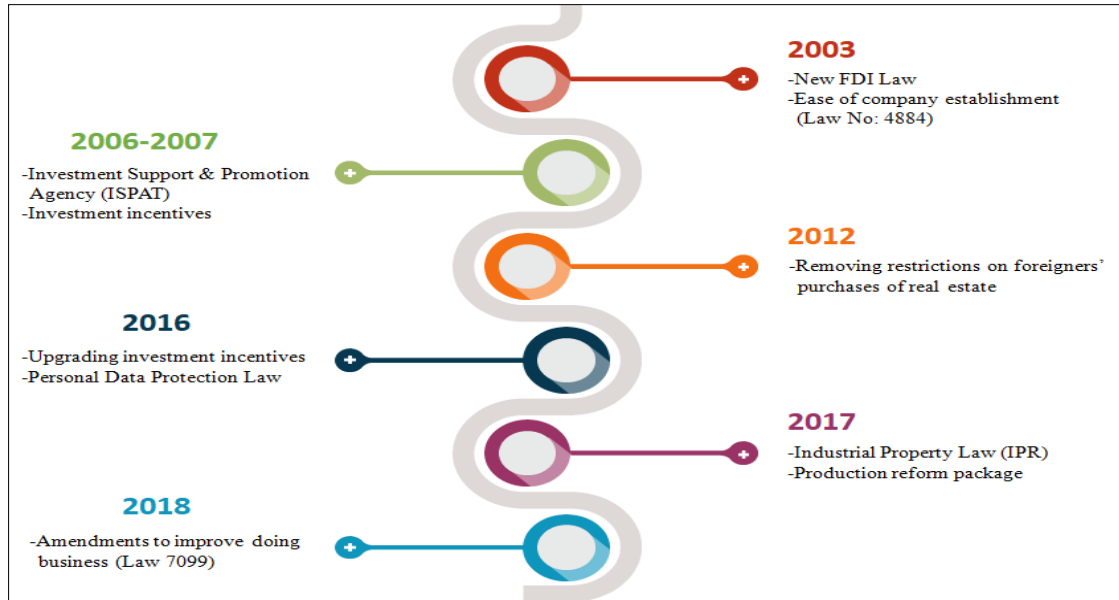 2003
-New FDI Law
-Ease of company establishment
(Law No: 4884)
2006-2007
-Investment Support & Promotion
Agency (ISPAT)
-Investment incentives
2012
-Removing restrictions on foreigners'
purchases of real estate
2016
-Upgrading investment incentives
-Personal Data Protection Law
2017
-Industrial Property Law (IPR)
-Production reform package
2018
-Amendments to improve doing
business (Law 7099)